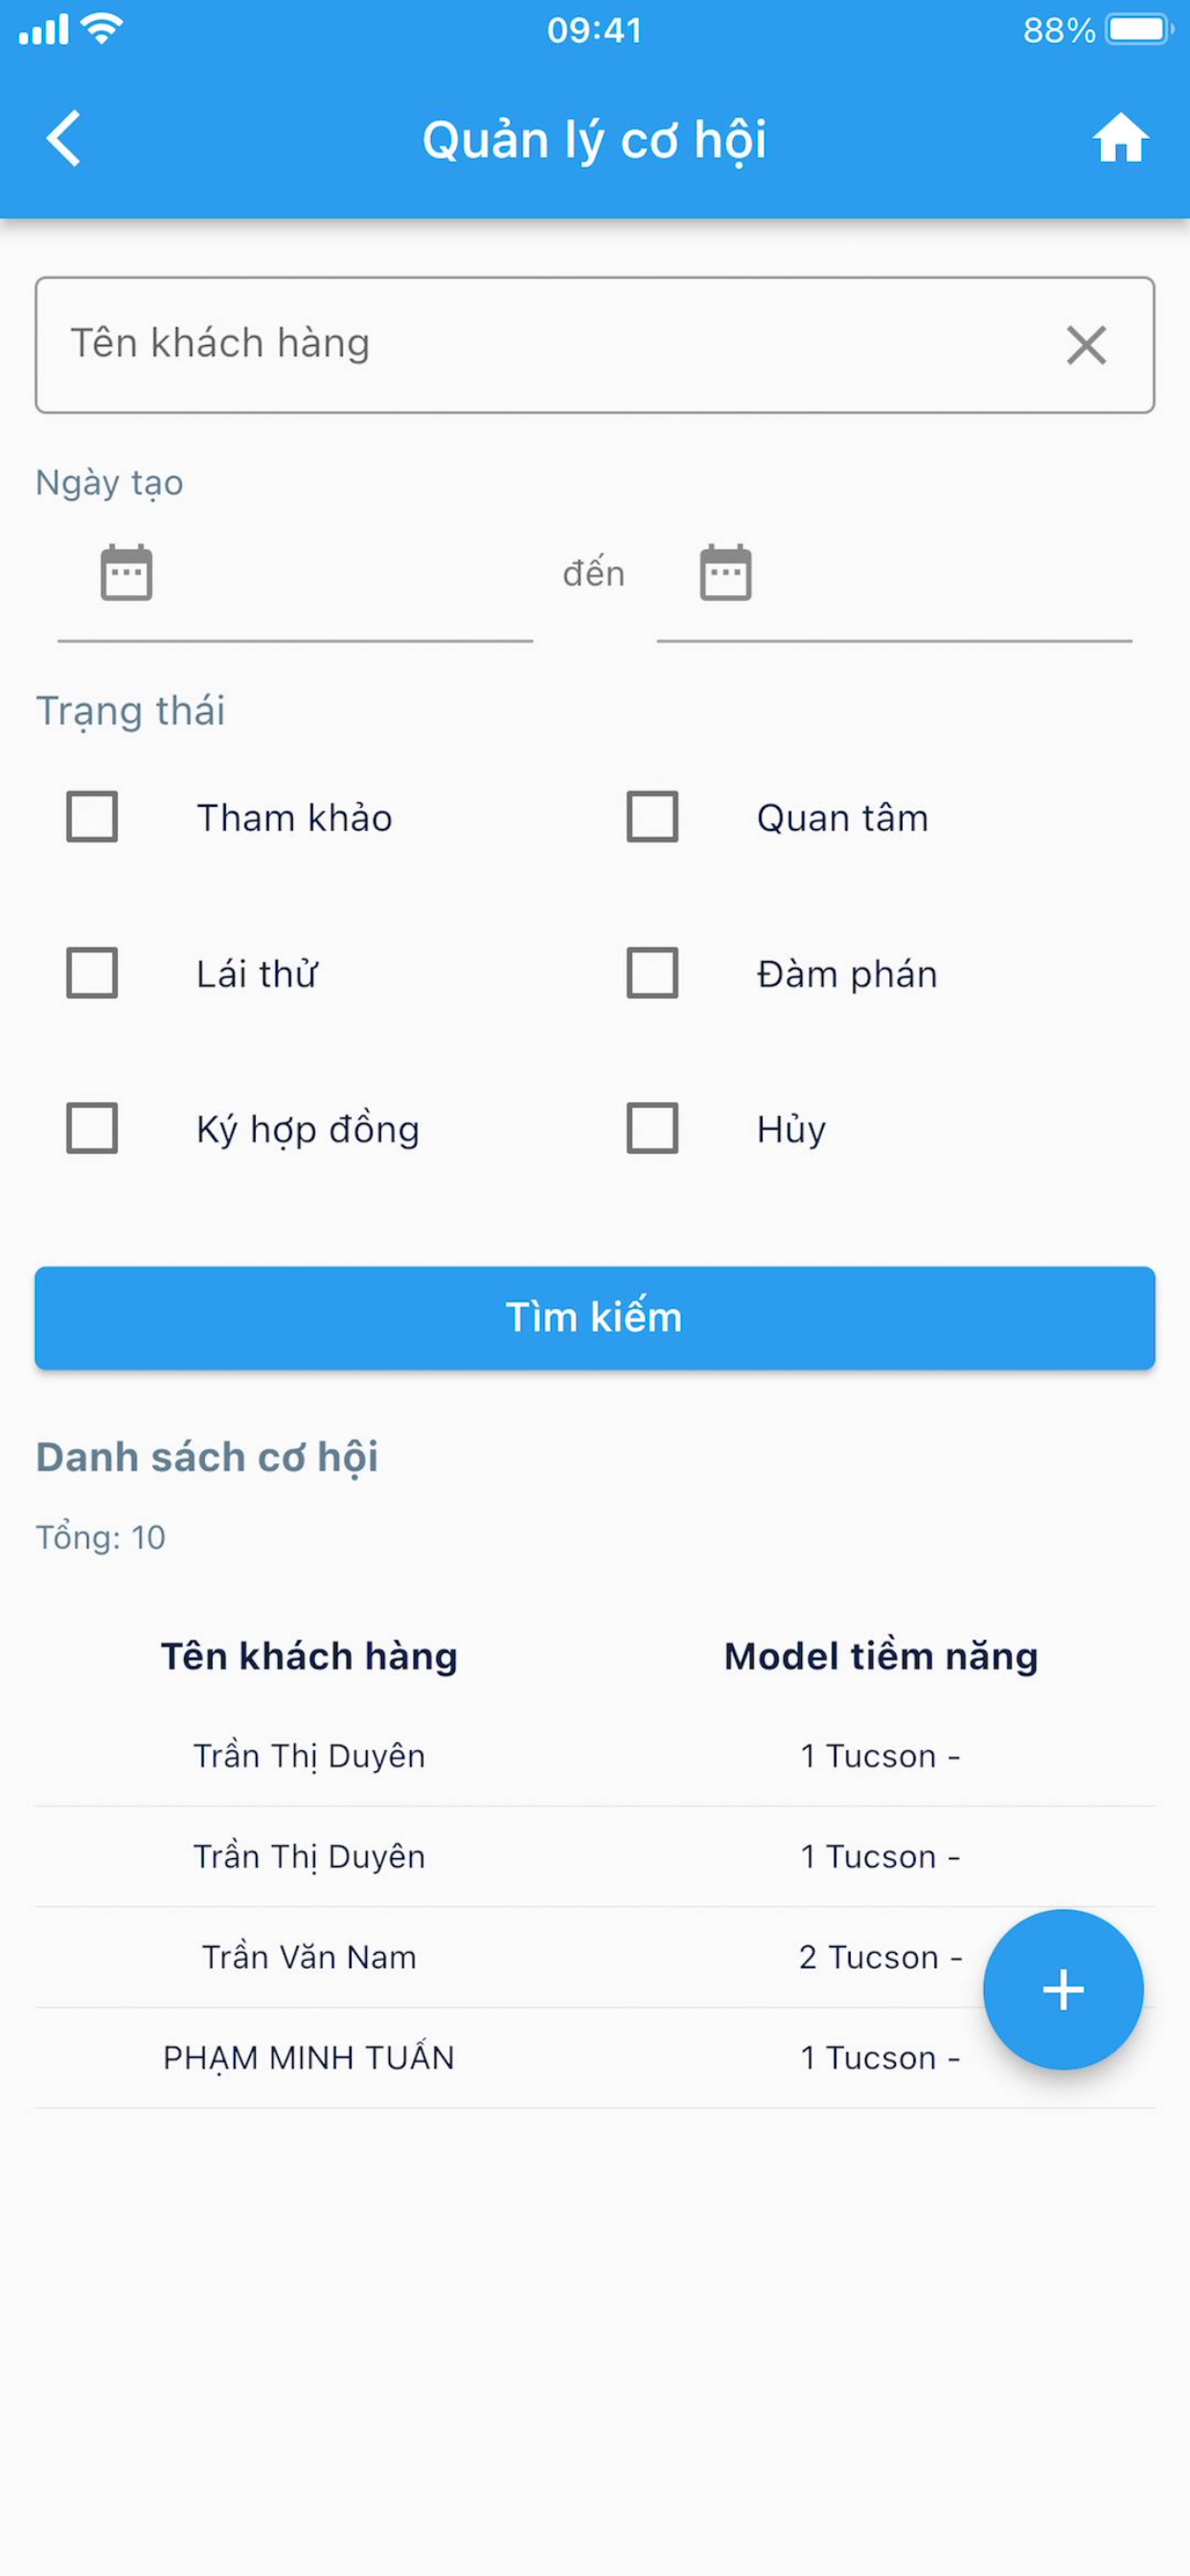 09:41 88%
Quản lý cơ hội
Tên khách hàng
Ngày tạo
đến
Trạng thái
Tham khảo Quan tâm
Lái thử Đàm phán
Ký hợp đồng Hủy
Tìm kiếm
Danh sách cơ hội
Tổng: 10
Tên khách hàng Model tiềm năng
Trần Thị Duyên 1 Tucson -
Trần Thị Duyên 1 Tucson -
Trần Văn Nam 2 Tucson -
PHẠM MINH TUẤN 1 Tucson -